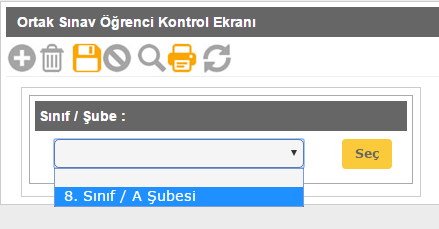 Ortak Sınav Öğrenci Kontrol Ekranı
Sınıf / Şube :
Seç
8. Sınıf / A Şubesi